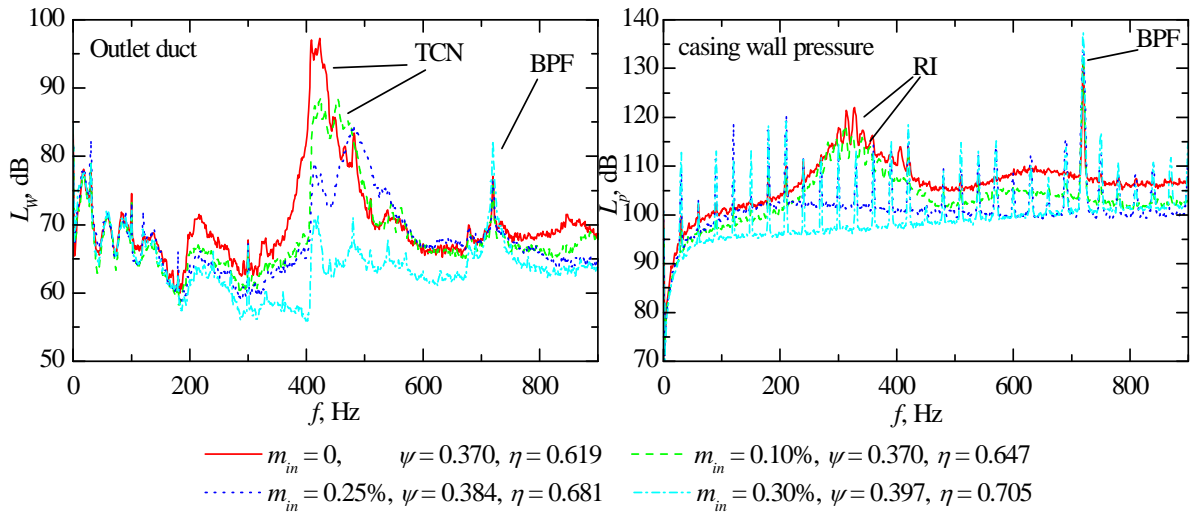 Outlet duct
TCN
BPF
100
90
80
70
60
50
L_W, dB
0 200 400 600 800
f, Hz
casing wall pressure
RI
BPF
140
130
120
110
100
90
80
70
L_p, dB
0 200 400 600 800
f, Hz
m_in = 0, ψ = 0.370, η = 0.619
m_in = 0.10%, ψ = 0.370, η = 0.647
m_in = 0.25%, ψ = 0.384, η = 0.681
m_in = 0.30%, ψ = 0.397, η = 0.705